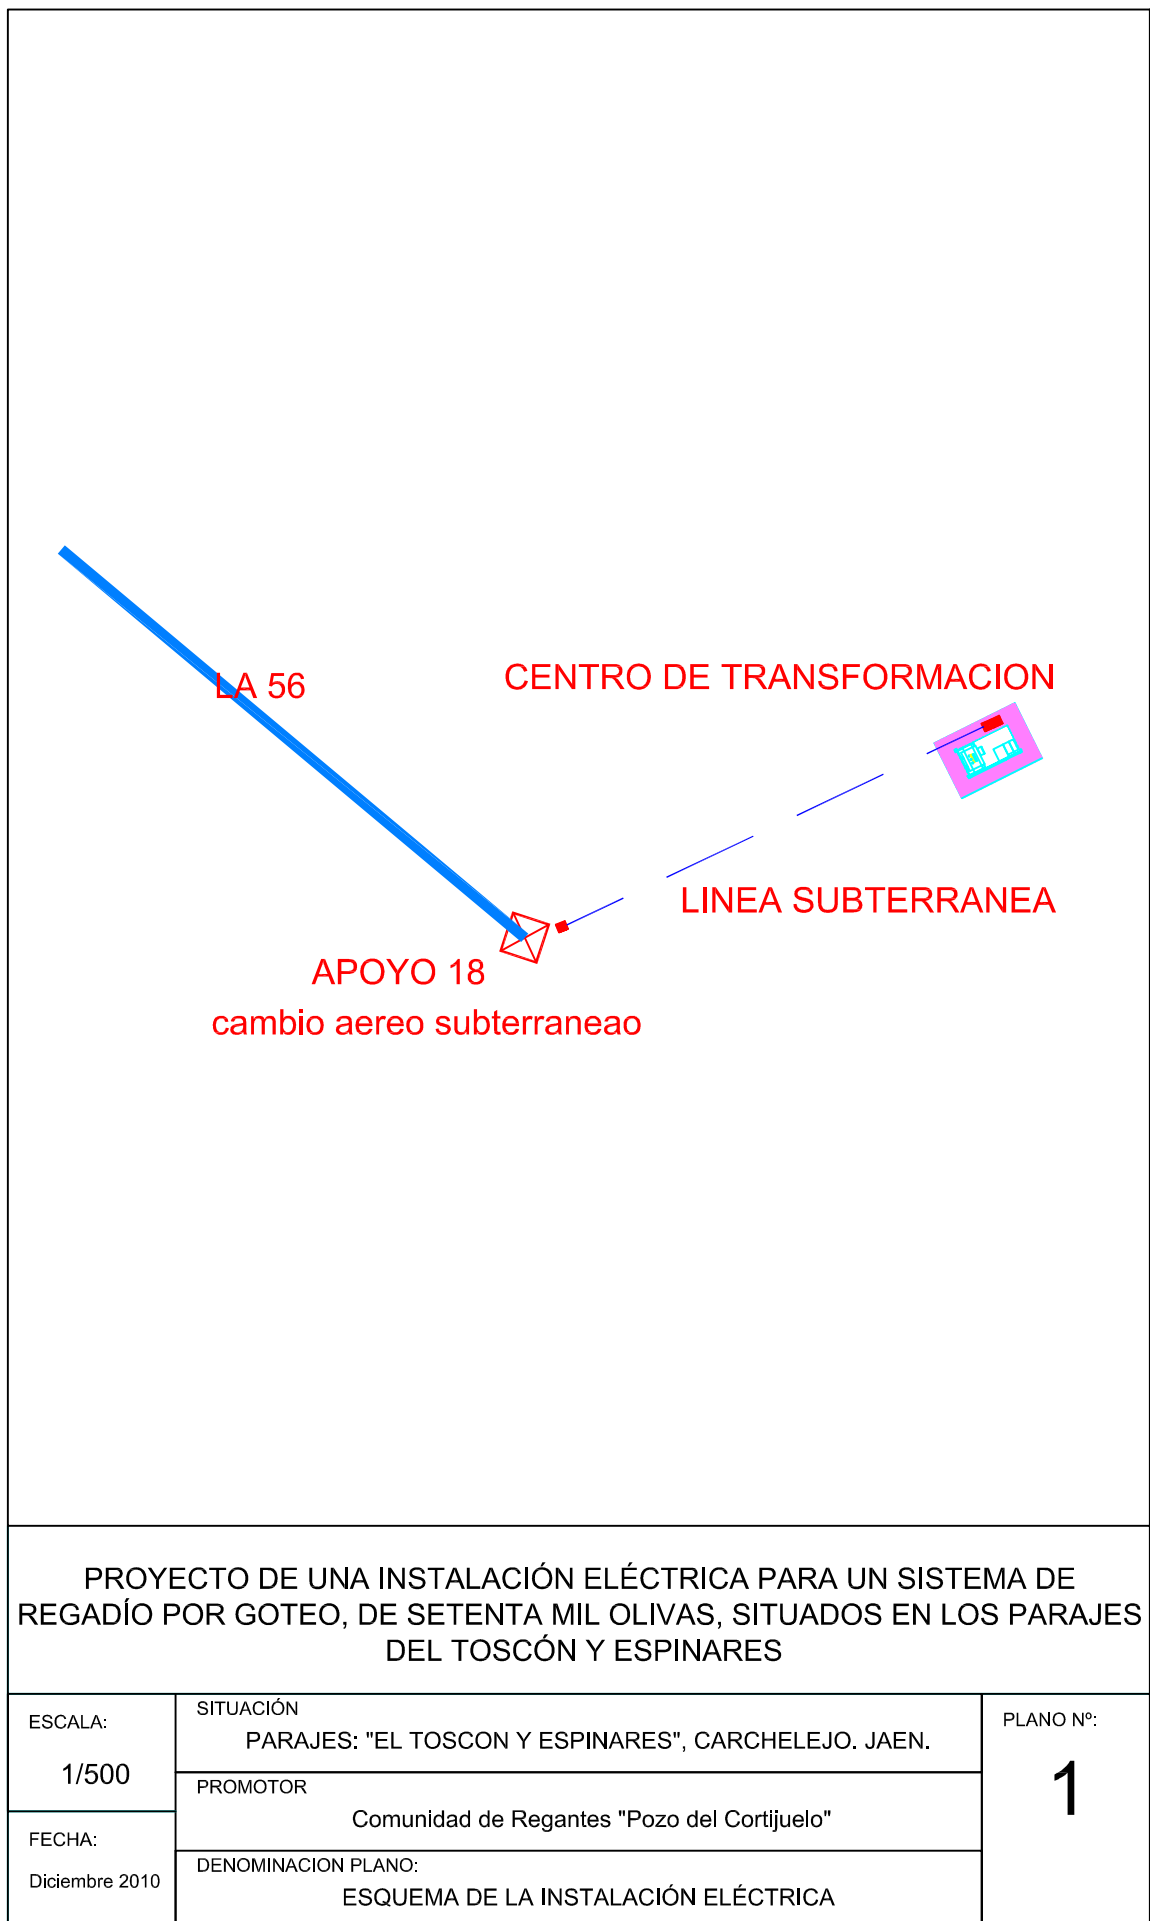 LA 56
CENTRO DE TRANSFORMACION
LINEA SUBTERRANEA
APOYO 18
cambio aereo subterraneao
PROYECTO DE UNA INSTALACIÓN ELÉCTRICA PARA UN SISTEMA DE
REGADÍO POR GOTEO, DE SETENTA MIL OLIVAS, SITUADOS EN LOS PARAJES
DEL TOSCÓN Y ESPINARES
ESCALA:
1/500
FECHA:
Diciembre 2010
SITUACIÓN
PARAJES: "EL TOSCON Y ESPINARES", CARCHELEJO. JAEN.
PROMOTOR
Comunidad de Regantes "Pozo del Cortijuelo"
DENOMINACION PLANO:
ESQUEMA DE LA INSTALACIÓN ELÉCTRICA
PLANO Nº:
1